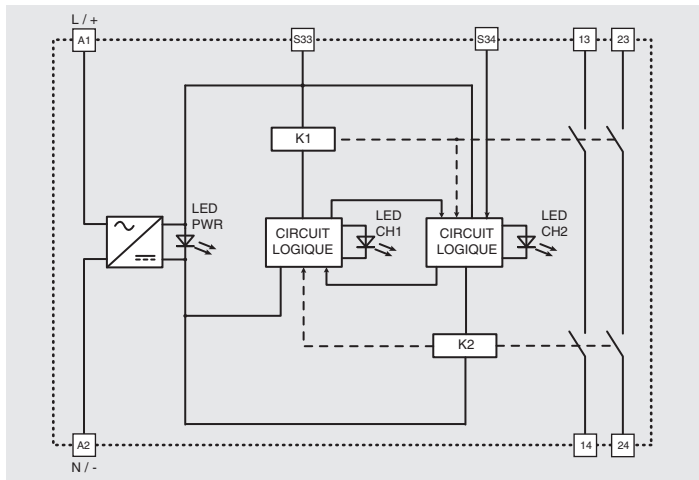 L / +
A1
S33
S34
13
23
K1
LED
PWR
CIRCUIT
LOGIQUE
LED
CH1
CIRCUIT
LOGIQUE
LED
CH2
K2
A2
14
24
N / -